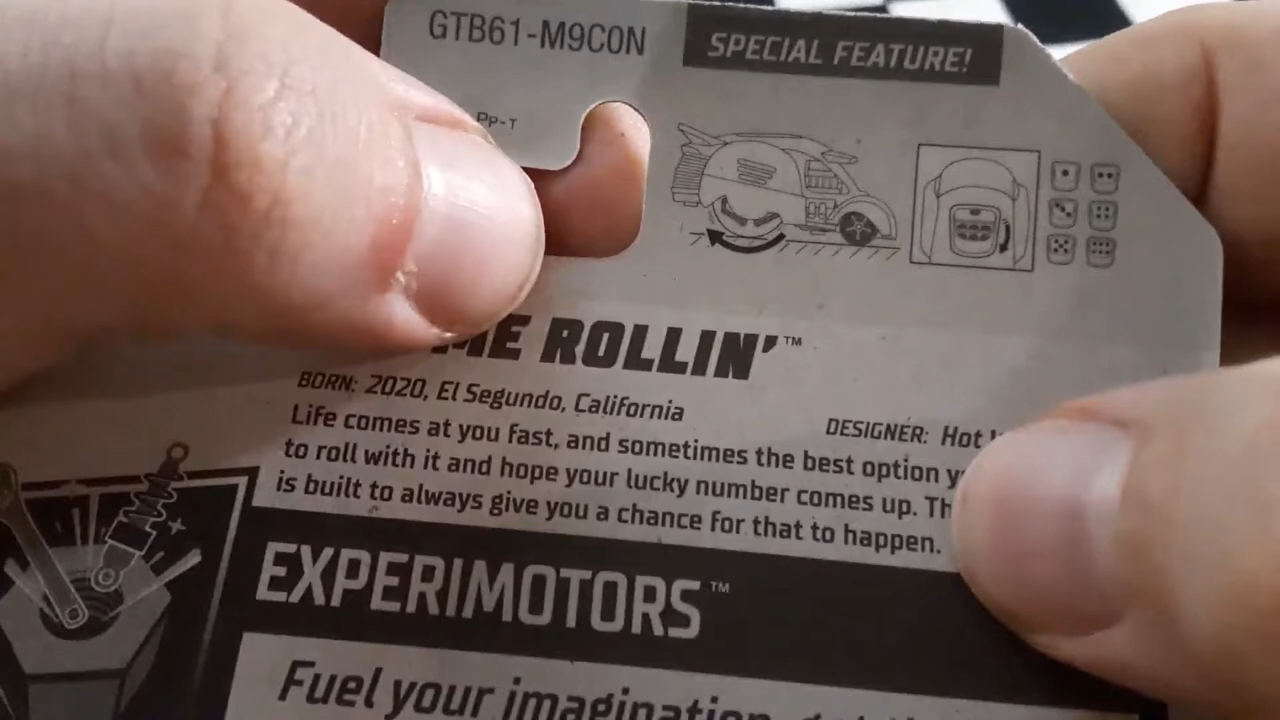 GTB61-M9C0N
SPECIAL FEATURE!
Pp-T
ME ROLLIN'™
BORN: 2020, El Segundo, California
DESIGNER: Hot
Life comes at you fast, and sometimes the best option
to roll with it and hope your lucky number comes up.
is built to always give you a chance for that to happen.
EXPERIMOTORS™
Fuel your imagination,